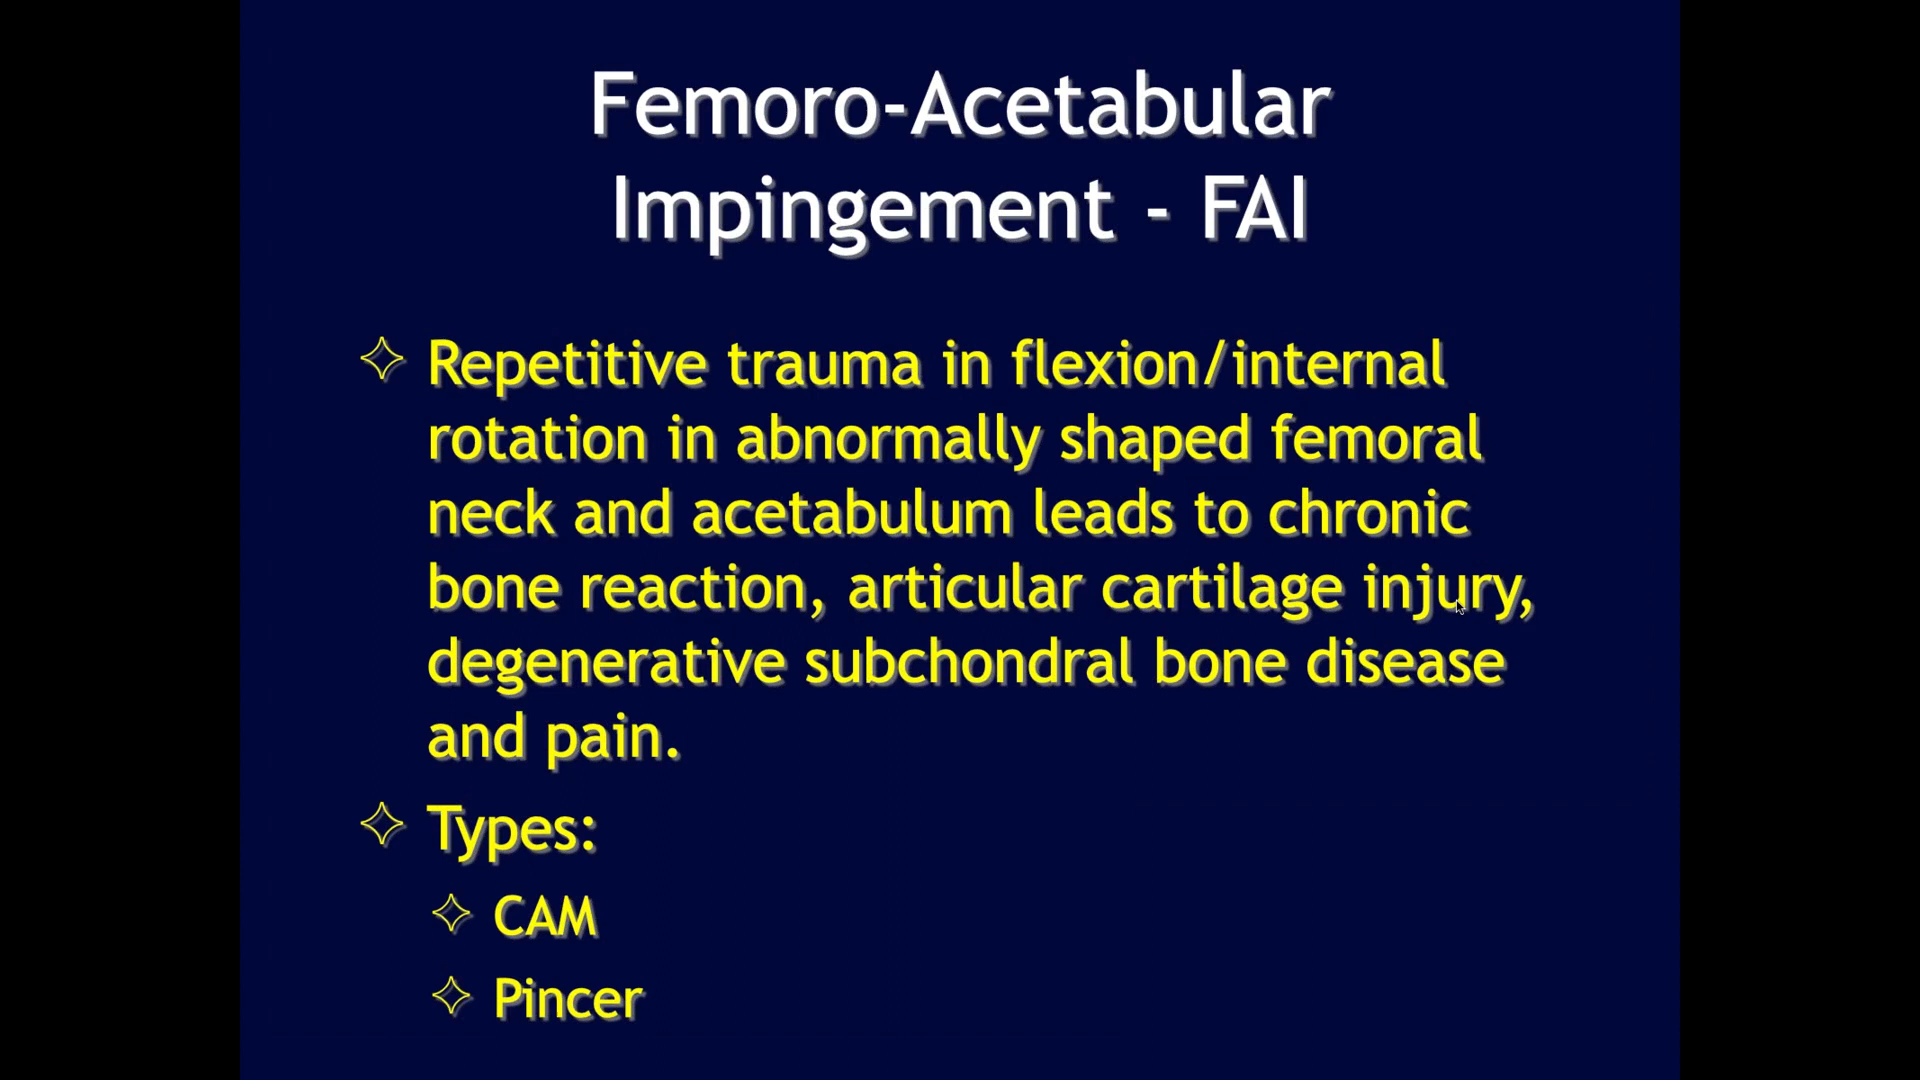 Femoro-Acetabular
Impingement - FAI
Repetitive trauma in flexion/internal
rotation in abnormally shaped femoral
neck and acetabulum leads to chronic
bone reaction, articular cartilage injury,
degenerative subchondral bone disease
and pain.
Types:
CAM
Pincer